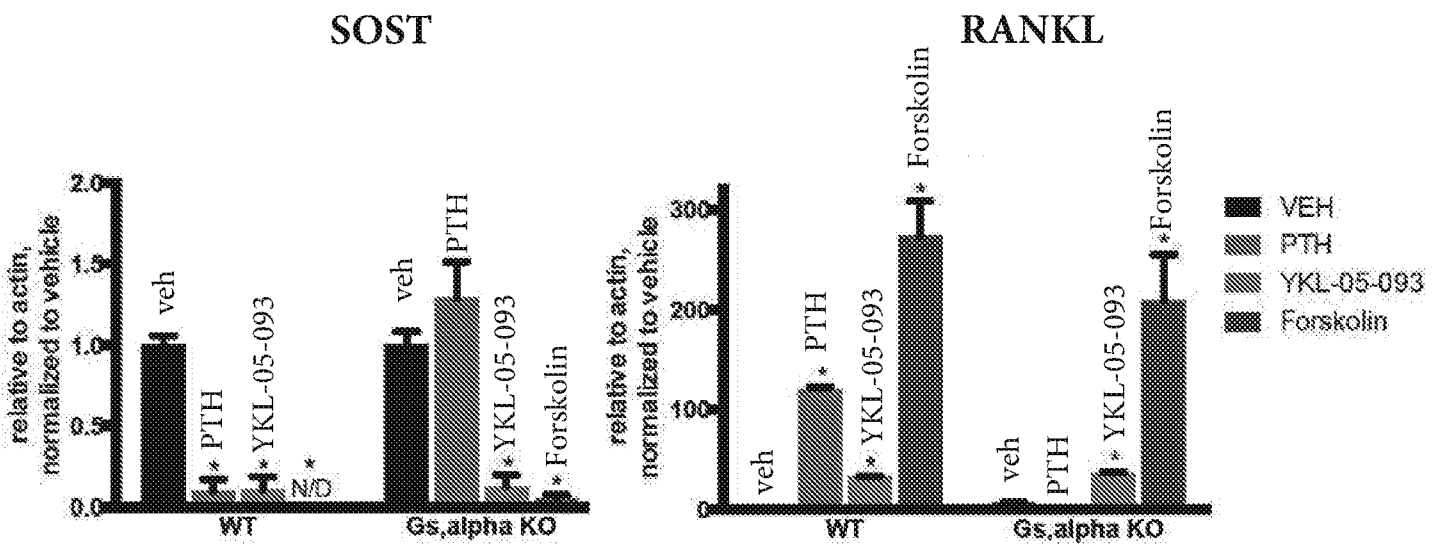 SOST
relative to actin,
normalized to vehicle
2.0
1.5
1.0
0.5
0.0
veh
* PTH
* YKL-05-093
*
N/D
veh
PTH
* YKL-05-093
* Forskolin
WT
Gs,alpha KO
RANKL
relative to actin,
normalized to vehicle
300
200
100
0
veh
* PTH
* YKL-05-093
* Forskolin
veh
PTH
* YKL-05-093
*Forskolin
WT
Gs,alpha KO
VEH
PTH
YKL-05-093
Forskolin